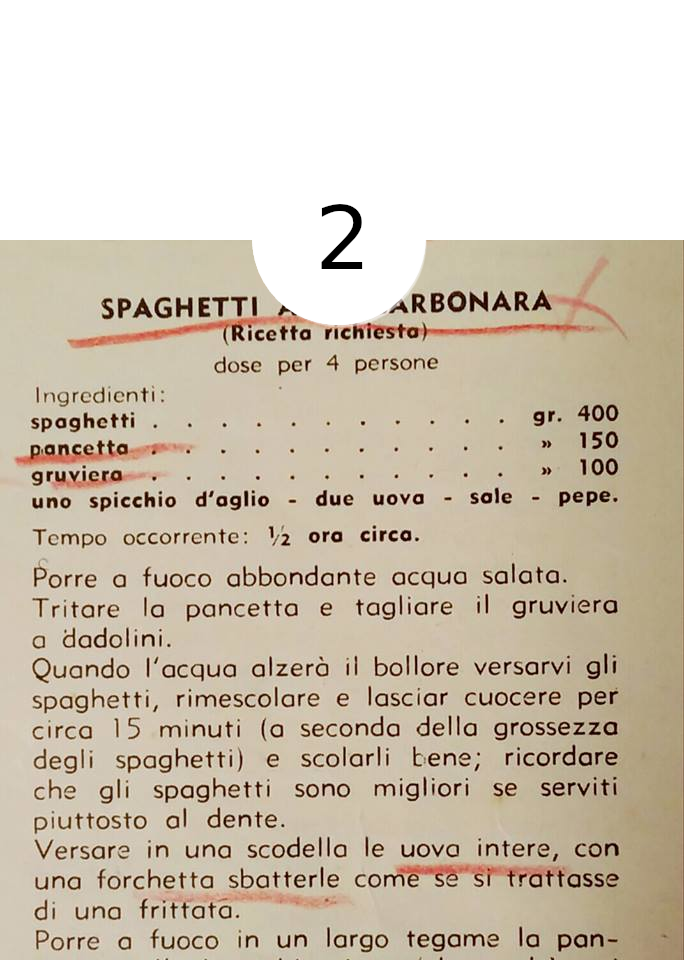 2
SPAGHETTI A ARBONARA
(Ricetta richiesta)
dose per 4 persone
Ingredienti:
spaghetti . . . . . . . . . . . gr. 400
pancetta . . . . . . . . . . . » 150
gruviera . . . . . . . . . . . » 100
uno spicchio d'aglio - due uova - sale - pepe.
Tempo occorrente: ½ ora circa.
Porre a fuoco abbondante acqua salata.
Tritare la pancetta e tagliare il gruviera
a dadolini.
Quando l'acqua alzerà il bollore versarvi gli
spaghetti, rimescolare e lasciar cuocere per
circa 15 minuti (a seconda della grossezza
degli spaghetti) e scolarli bene; ricordare
che gli spaghetti sono migliori se serviti
piuttosto al dente.
Versare in una scodella le uova intere, con
una forchetta sbatterle come se si trattasse
di una frittata.
Porre a fuoco in un largo tegame la pan-